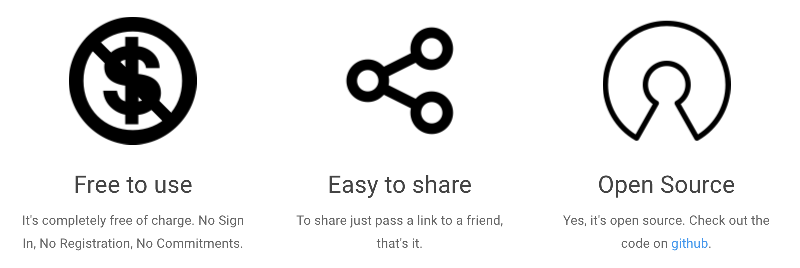 Free to use
It's completely free of charge. No Sign
In, No Registration, No Commitments.
Easy to share
To share just pass a link to a friend,
that's it.
Open Source
Yes, it's open source. Check out the
code on github.